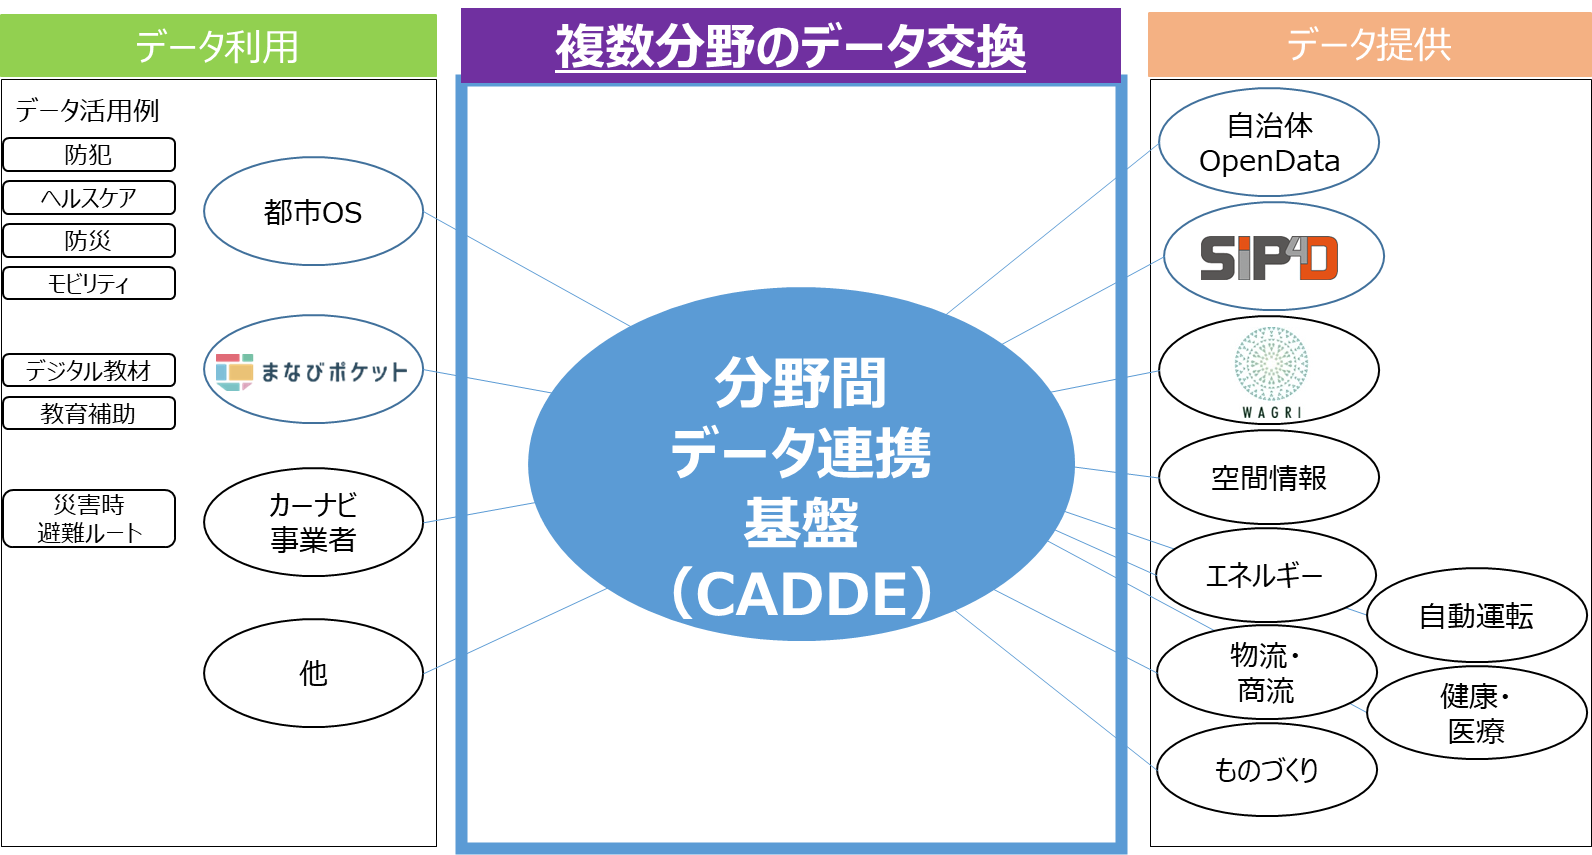 データ利用
データ活用例
防犯
ヘルスケア
防災
モビリティ
デジタル教材
教育補助
災害時
避難ルート
都市OS
まなびポケット
カーナビ
事業者
他
複数分野のデータ交換
分野間
データ連携
基盤
（CADDE）
データ提供
自治体
OpenData
SiP4D
WAGRI
空間情報
エネルギー
自動運転
物流・
商流
健康・
医療
ものづくり